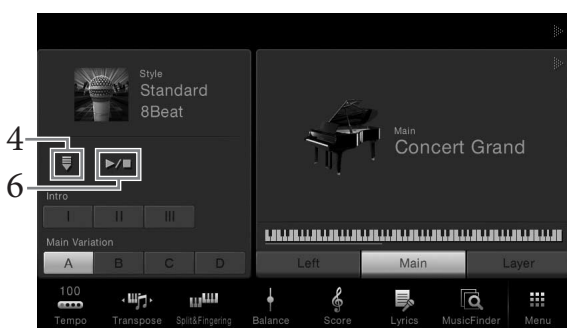 Style
Standard
8Beat
4
6
Main
Concert Grand
Intro
I II III
Main Variation
A B C D
Left Main Layer
100
Tempo Transpose Split&Fingering Balance Score Lyrics MusicFinder Menu